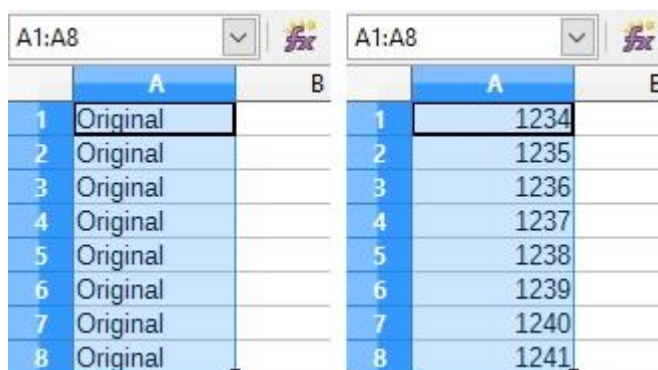 A1:A8
A B
1 Original
2 Original
3 Original
4 Original
5 Original
6 Original
7 Original
8 Original
A1:A8
A
1 1234
2 1235
3 1236
4 1237
5 1238
6 1239
7 1240
8 1241